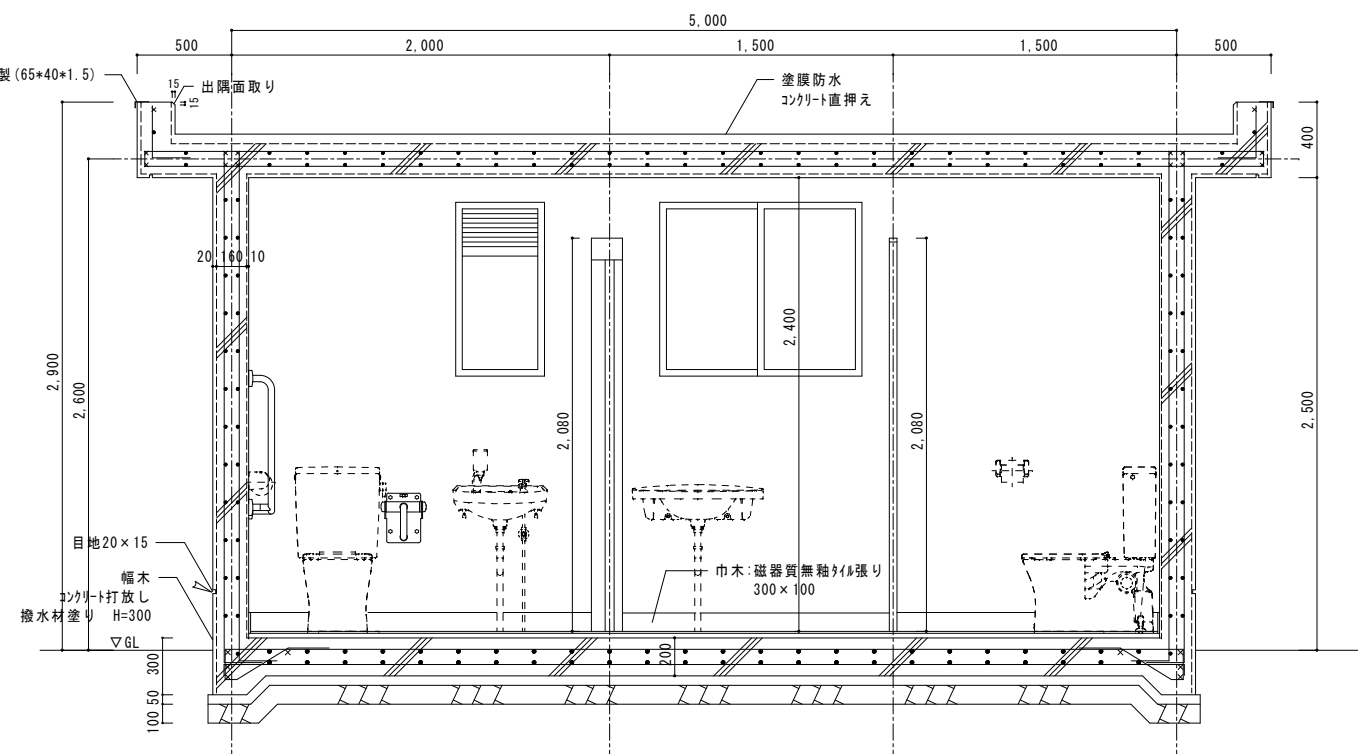 5,000
500
2,000
1,500
1,500
500
製(65*40*1.5)
15
15
出隅面取り
塗膜防水
コンクリート直押え
400
20
160
10
2,900
2,600
2,400
2,080
2,080
2,500
目地20×15
幅木
コンクリート打放し
撥水材塗り H=300
▽GL
巾木:磁器質無釉タイル張り
300×100
300
200
50
100